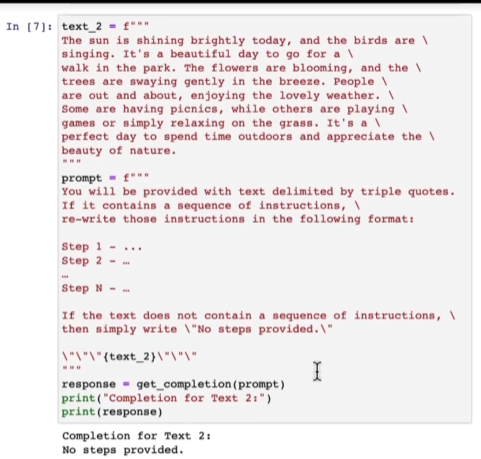 In [7]: text_2 = f"""
The sun is shining brightly today, and the birds are \
singing. It's a beautiful day to go for a \
walk in the park. The flowers are blooming, and the \
trees are swaying gently in the breeze. People \
are out and about, enjoying the lovely weather. \
Some are having picnics, while others are playing \
games or simply relaxing on the grass. It's a \
perfect day to spend time outdoors and appreciate the \
beauty of nature.
"""
prompt = f"""
You will be provided with text delimited by triple quotes.
If it contains a sequence of instructions, \
re-write those instructions in the following format:

Step 1 - ...
Step 2 - …
…
Step N - …

If the text does not contain a sequence of instructions, \
then simply write \"No steps provided.\"

\"\"\"{text_2}\"\"\"
"""
response = get_completion(prompt)
print("Completion for Text 2:")
print(response)
Completion for Text 2:
No steps provided.